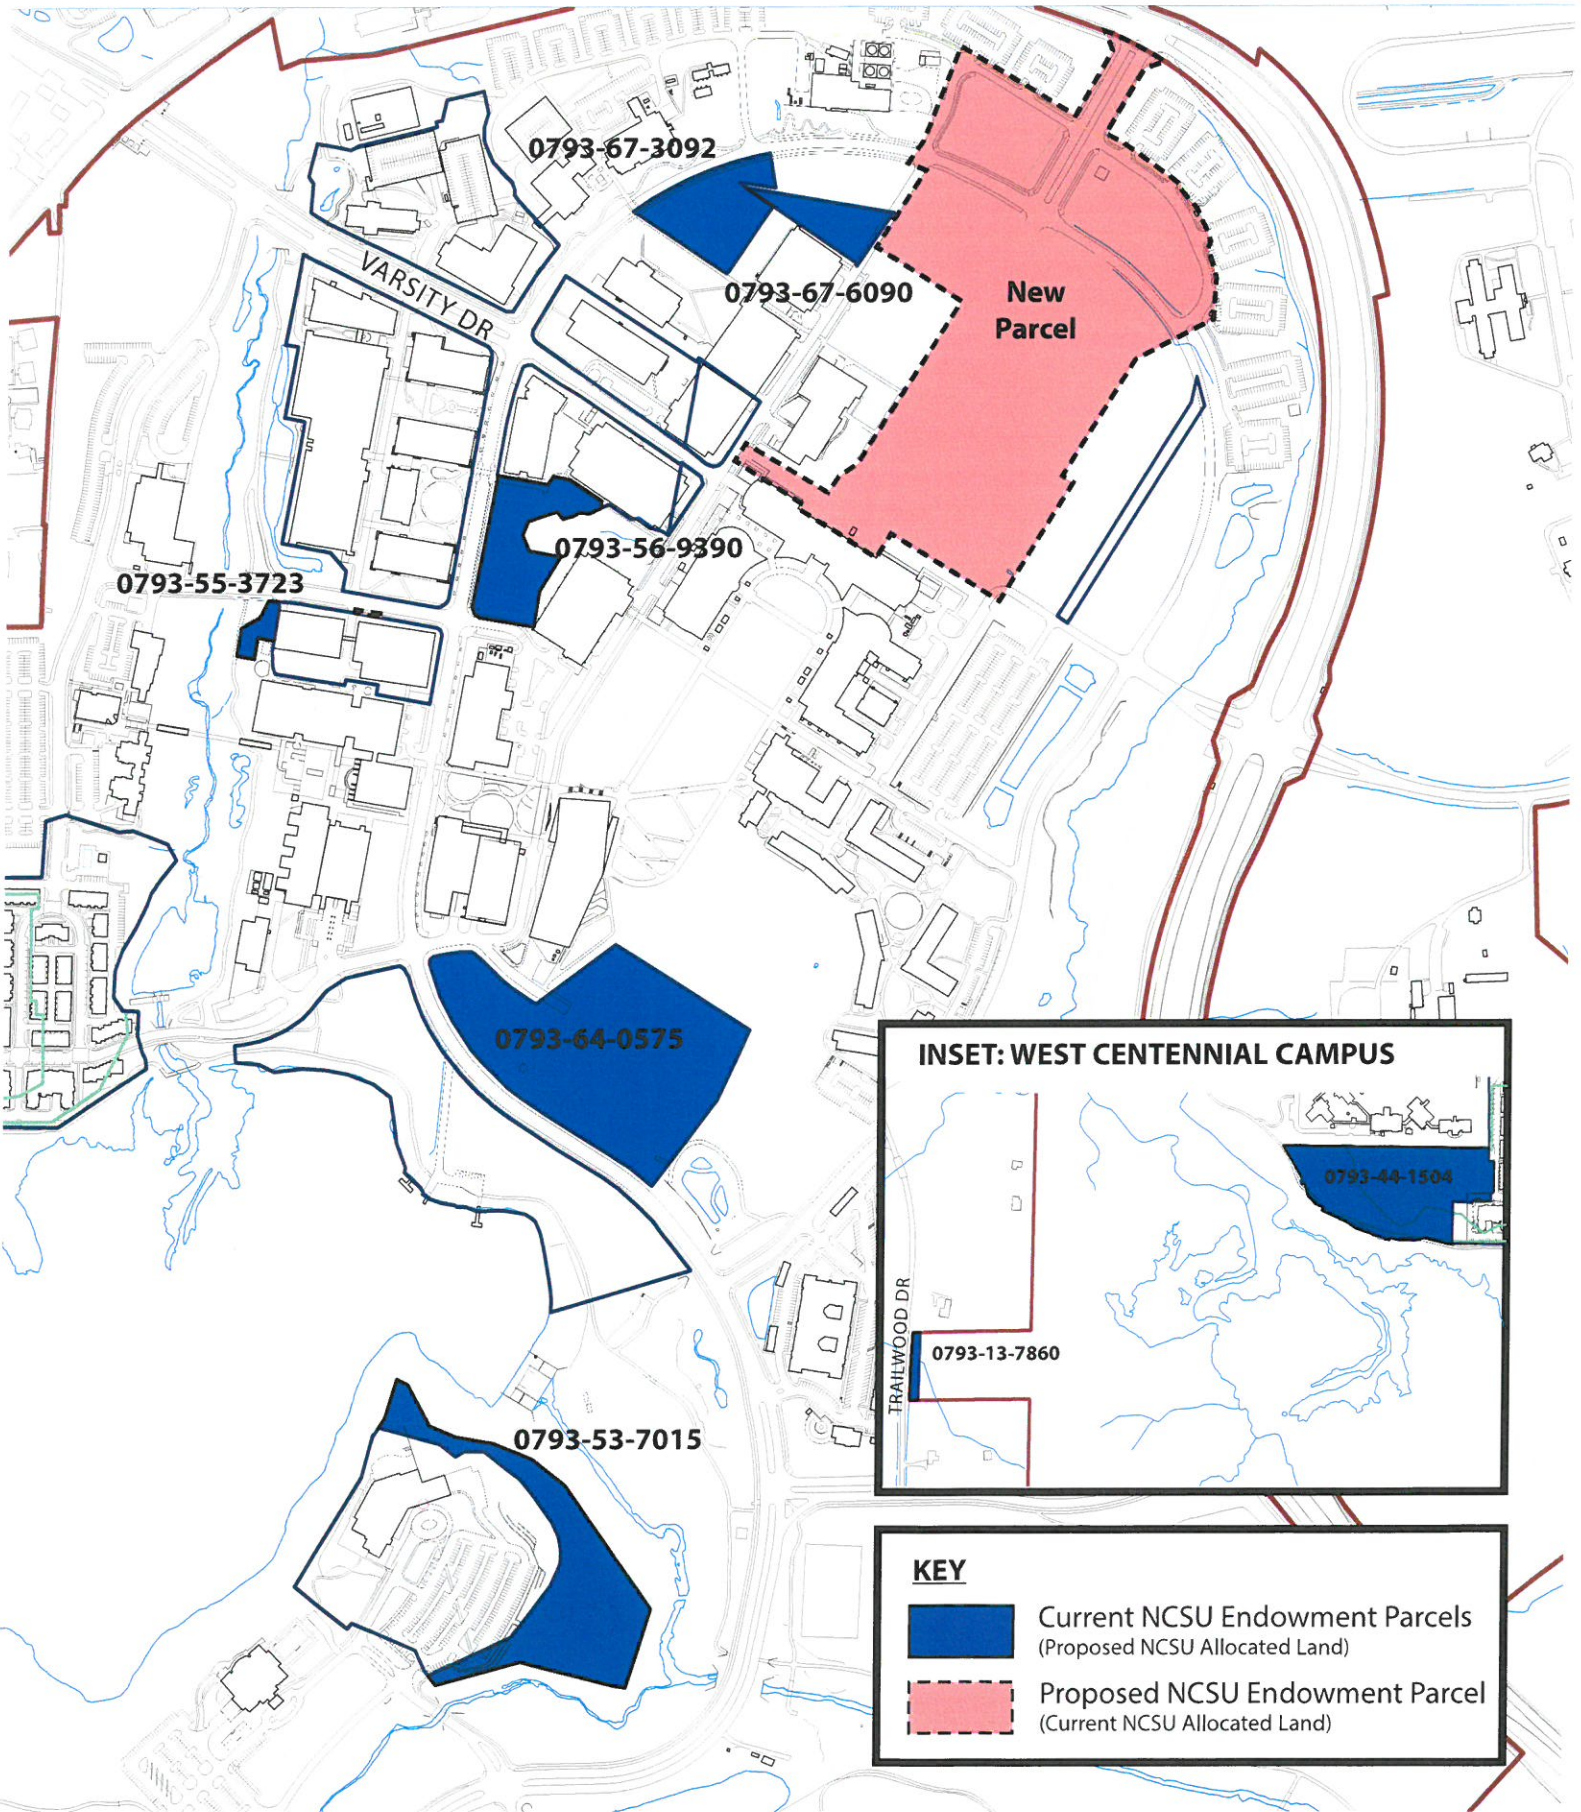 0793-67-3092
VARSITY DR
0793-67-6090
New
Parcel
0793-56-9390
0793-55-3723
0793-64-0575
INSET: WEST CENTENNIAL CAMPUS
0793-44-1504
TRAILWOOD DR
0793-13-7860
0793-53-7015
KEY
Current NCSU Endowment Parcels
(Proposed NCSU Allocated Land)
Proposed NCSU Endowment Parcel
(Current NCSU Allocated Land)